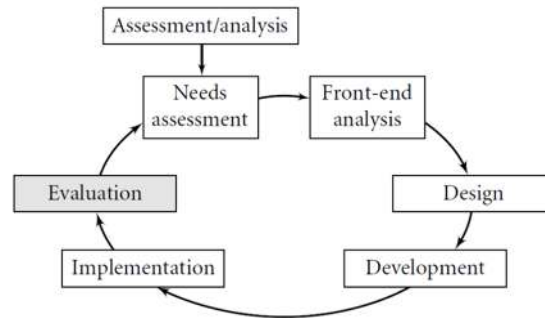 Assessment/analysis
Needs
assessment
Front-end
analysis
Evaluation
Design
Implementation
Development